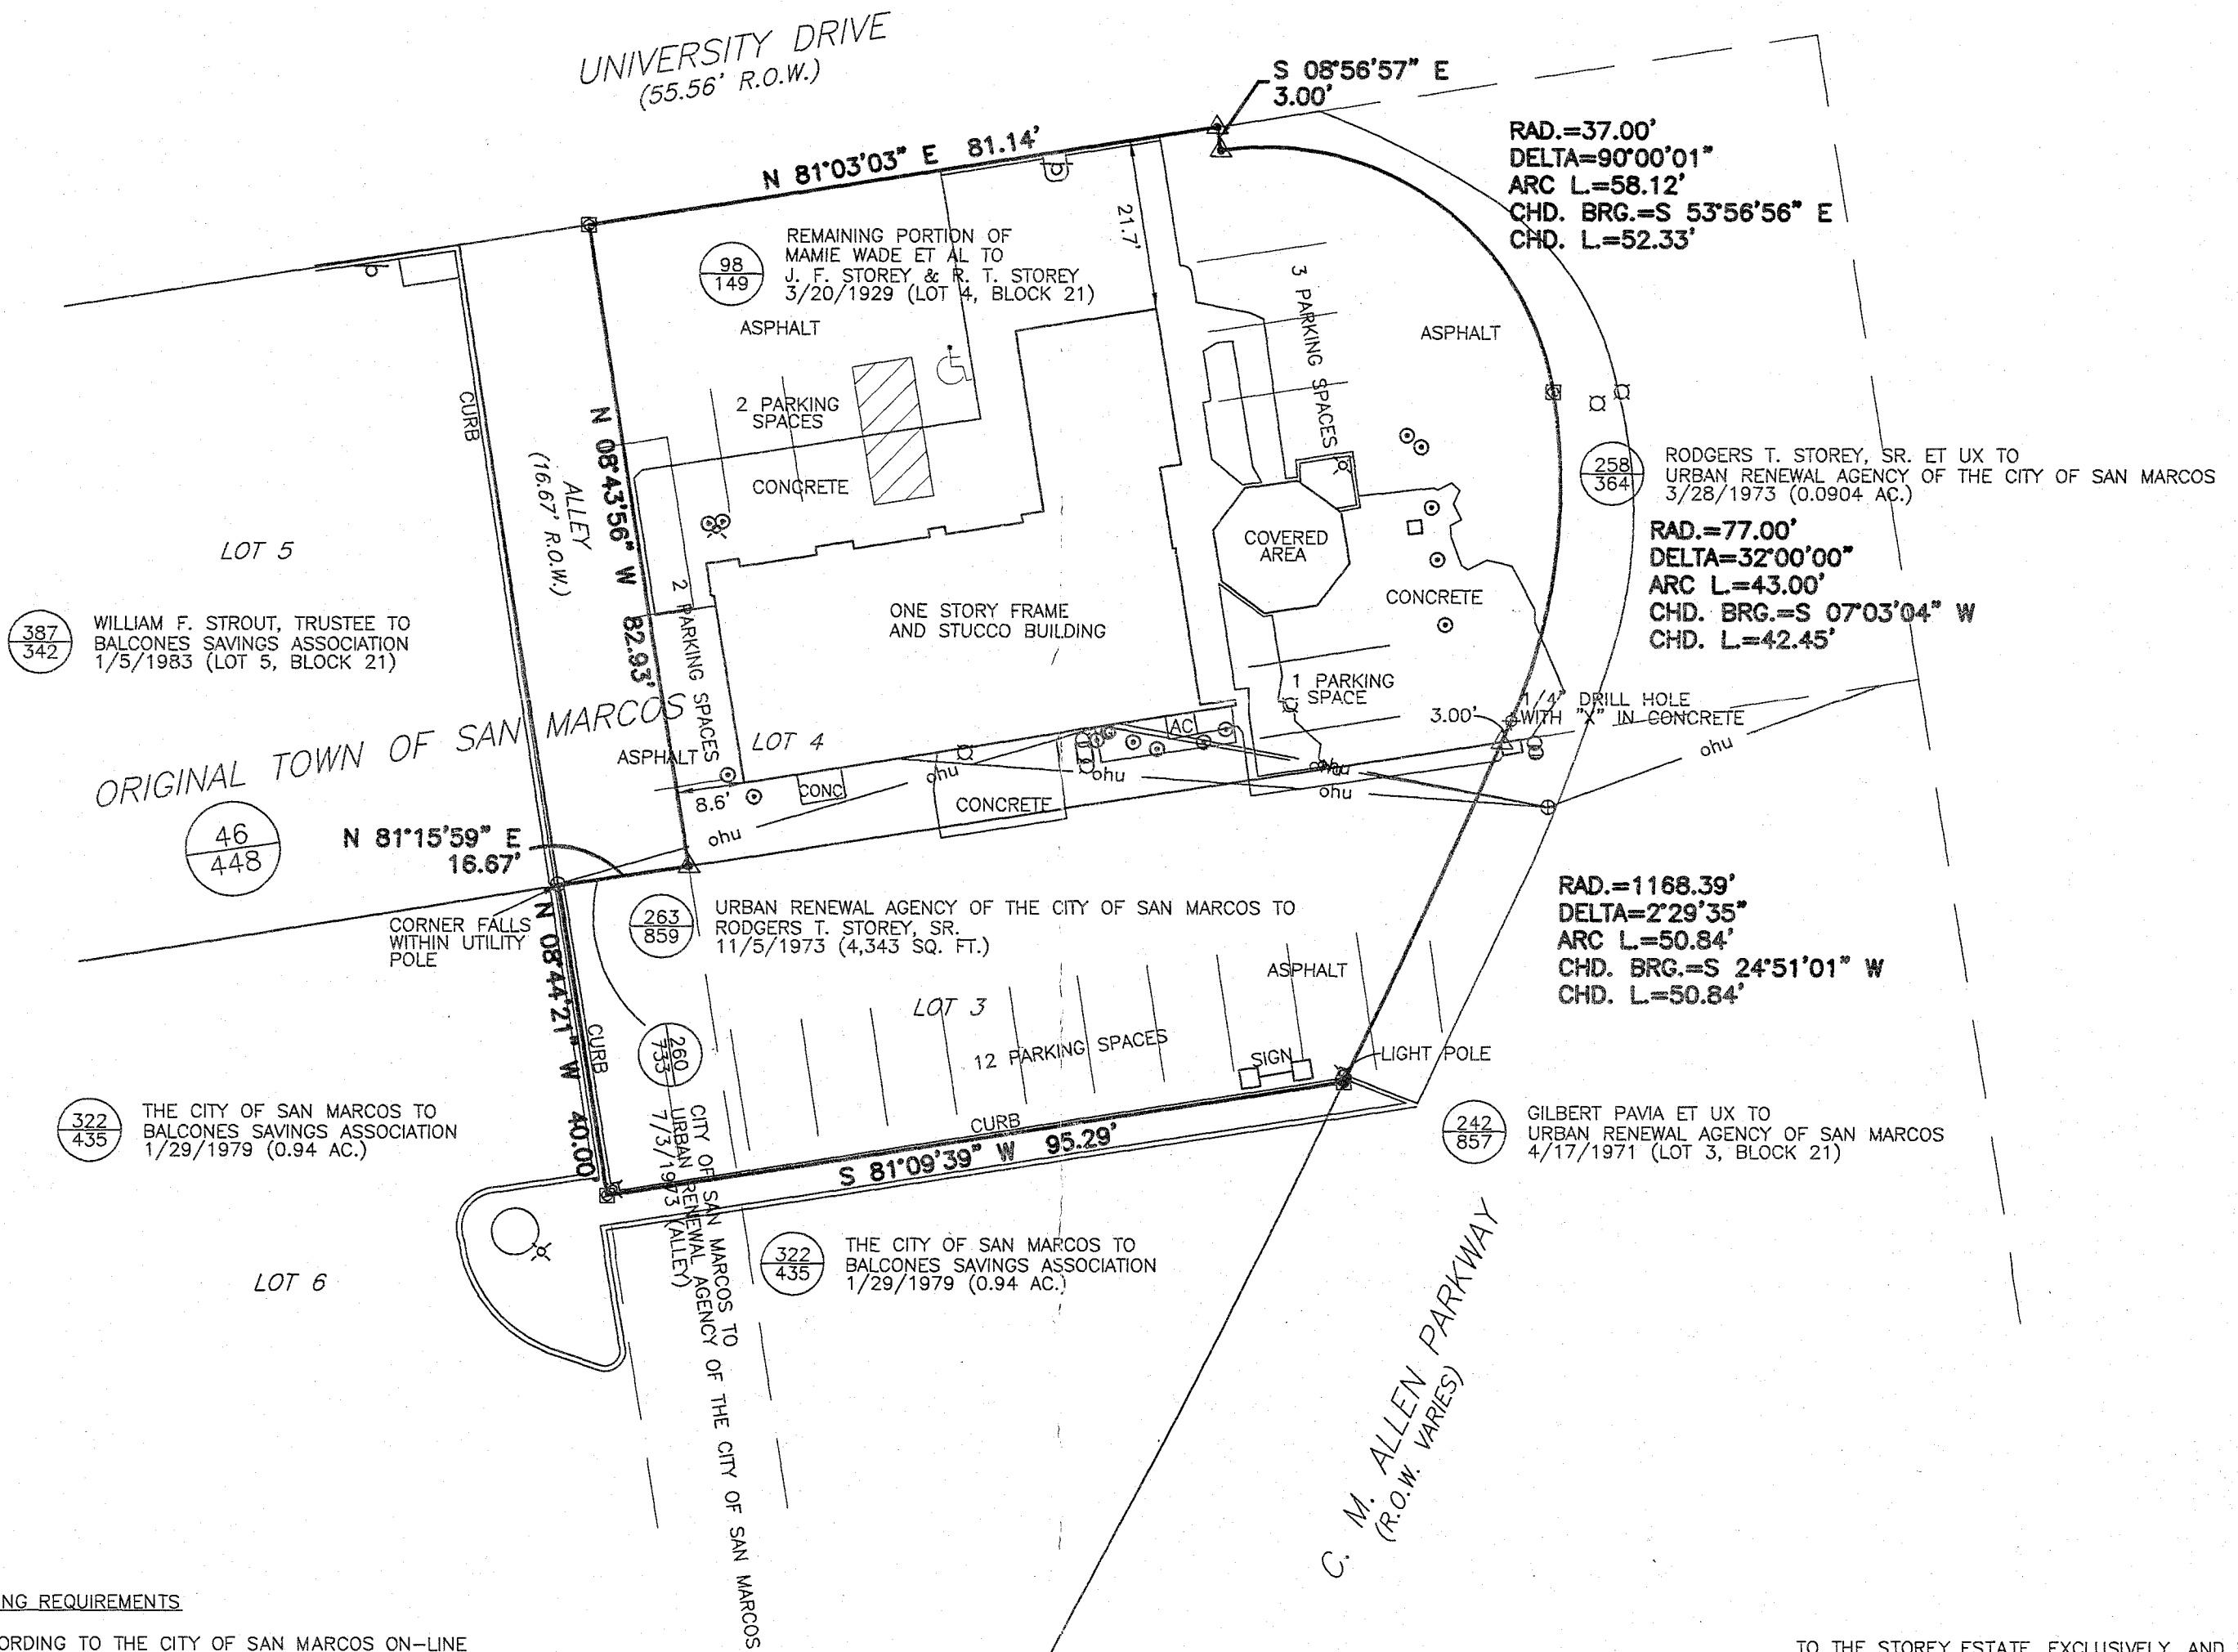 UNIVERSITY DRIVE
(55.56' R.O.W.)
S 08°56'57" E
3.00'
N 81°03'03" E 81.14'
RAD.=37.00'
DELTA=90°00'01"
ARC L.=58.12'
CHD. BRG.=S 53°56'56" E
CHD. L.=52.33'
98
149
REMAINING PORTION OF
MAMIE WADE ET AL TO
J. F. STOREY & R. T. STOREY
3/20/1929 (LOT 4, BLOCK 21)
21.7'
3 PARKING SPACES
ASPHALT
ASPHALT
CURB
2 PARKING
SPACES
CONCRETE
ALLEY
(16.67' R.O.W.)
N 08°43'56" W 82.93'
258
364
RODGERS T. STOREY, SR. ET UX TO
URBAN RENEWAL AGENCY OF THE CITY OF SAN MARCOS
3/28/1973 (0.0904 AC.)
RAD.=77.00'
DELTA=32°00'00"
ARC L.=43.00'
CHD. BRG.=S 07°03'04" W
CHD. L.=42.45'
LOT 5
COVERED
AREA
CONCRETE
387
342
WILLIAM F. STROUT, TRUSTEE TO
BALCONES SAVINGS ASSOCIATION
1/5/1983 (LOT 5, BLOCK 21)
2 PARKING SPACES
ONE STORY FRAME
AND STUCCO BUILDING
1 PARKING
SPACE
3.00'
1/4" DRILL HOLE
WITH "X" IN CONCRETE
ORIGINAL TOWN OF SAN MARCOS
46
448
ASPHALT
LOT 4
AC
8.6'
CONC
ohu
ohu
ohu
ohu
ohu
ohu
CONCRETE
N 81°15'59" E
16.67'
CORNER FALLS
WITHIN UTILITY
POLE
263
859
URBAN RENEWAL AGENCY OF THE CITY OF SAN MARCOS TO
RODGERS T. STOREY, SR.
11/5/1973 (4,343 SQ. FT.)
RAD.=1168.39'
DELTA=2°29'35"
ARC L.=50.84'
CHD. BRG.=S 24°51'01" W
CHD. L.=50.84'
N 08°44'21" W 40.00'
CURB
ASPHALT
LOT 3
12 PARKING SPACES
SIGN
LIGHT POLE
260
733
CITY OF SAN MARCOS TO
URBAN RENEWAL AGENCY OF THE CITY OF SAN MARCOS
7/3/1973 (ALLEY)
322
435
THE CITY OF SAN MARCOS TO
BALCONES SAVINGS ASSOCIATION
1/29/1979 (0.94 AC.)
CURB
S 81°09'39" W 95.29'
242
857
GILBERT PAVIA ET UX TO
URBAN RENEWAL AGENCY OF SAN MARCOS
4/17/1971 (LOT 3, BLOCK 21)
322
435
THE CITY OF SAN MARCOS TO
BALCONES SAVINGS ASSOCIATION
1/29/1979 (0.94 AC.)
LOT 6
C. M. ALLEN PARKWAY
(R.O.W. VARIES)
NG REQUIREMENTS
ORDING TO THE CITY OF SAN MARCOS ON-LINE
TO THE STOREY ESTATE, EXCLUSIVELY, AND